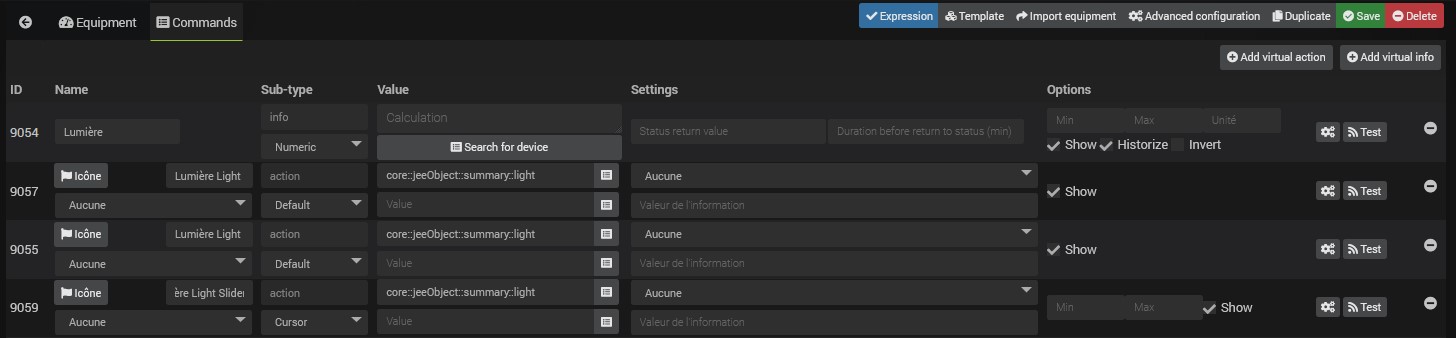 Equipment Commands Expression Template Import equipment Advanced configuration Duplicate Save Delete
Add virtual action Add virtual info
ID Name Sub-type Value Settings Options
9054 Lumière info Calculation Status return value Duration before return to status (min) Min Max Unité Test
Numeric Search for device Show Historize Invert
9057 Icône Lumière Light action core::jeeObject::summary::light Aucune Show Test
Aucune Default Value Valeur de l'information
9055 Icône Lumière Light action core::jeeObject::summary::light Aucune Show Test
Aucune Default Value Valeur de l'information
9059 Icône ère Light Slider action core::jeeObject::summary::light Aucune Min Max Show Test
Aucune Cursor Value Valeur de l'information